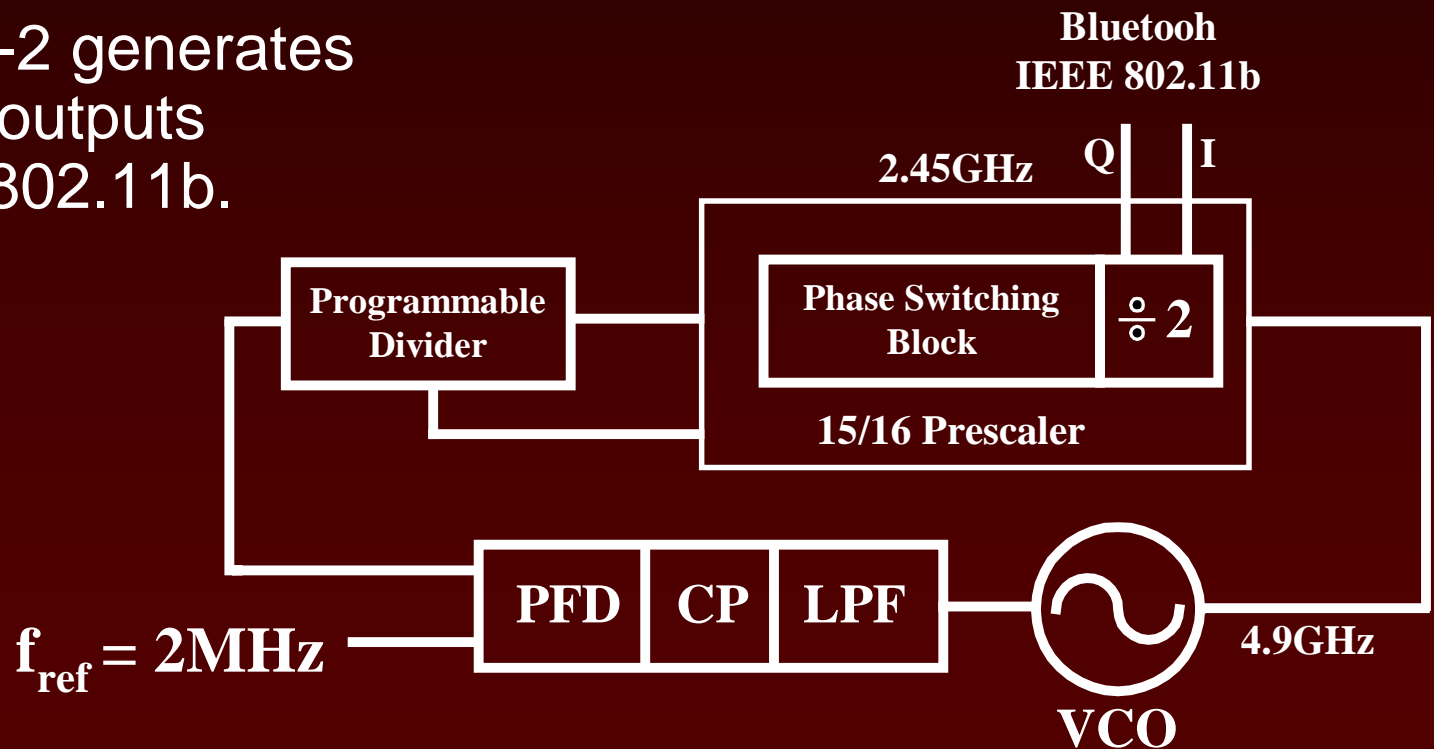 -2 generates
outputs
802.11b.
Bluetooh
IEEE 802.11b
2.45GHz
Q
I
Programmable
Divider
Phase Switching
Block
÷ 2
15/16 Prescaler
PFD
CP
LPF
f_ref = 2MHz
4.9GHz
VCO